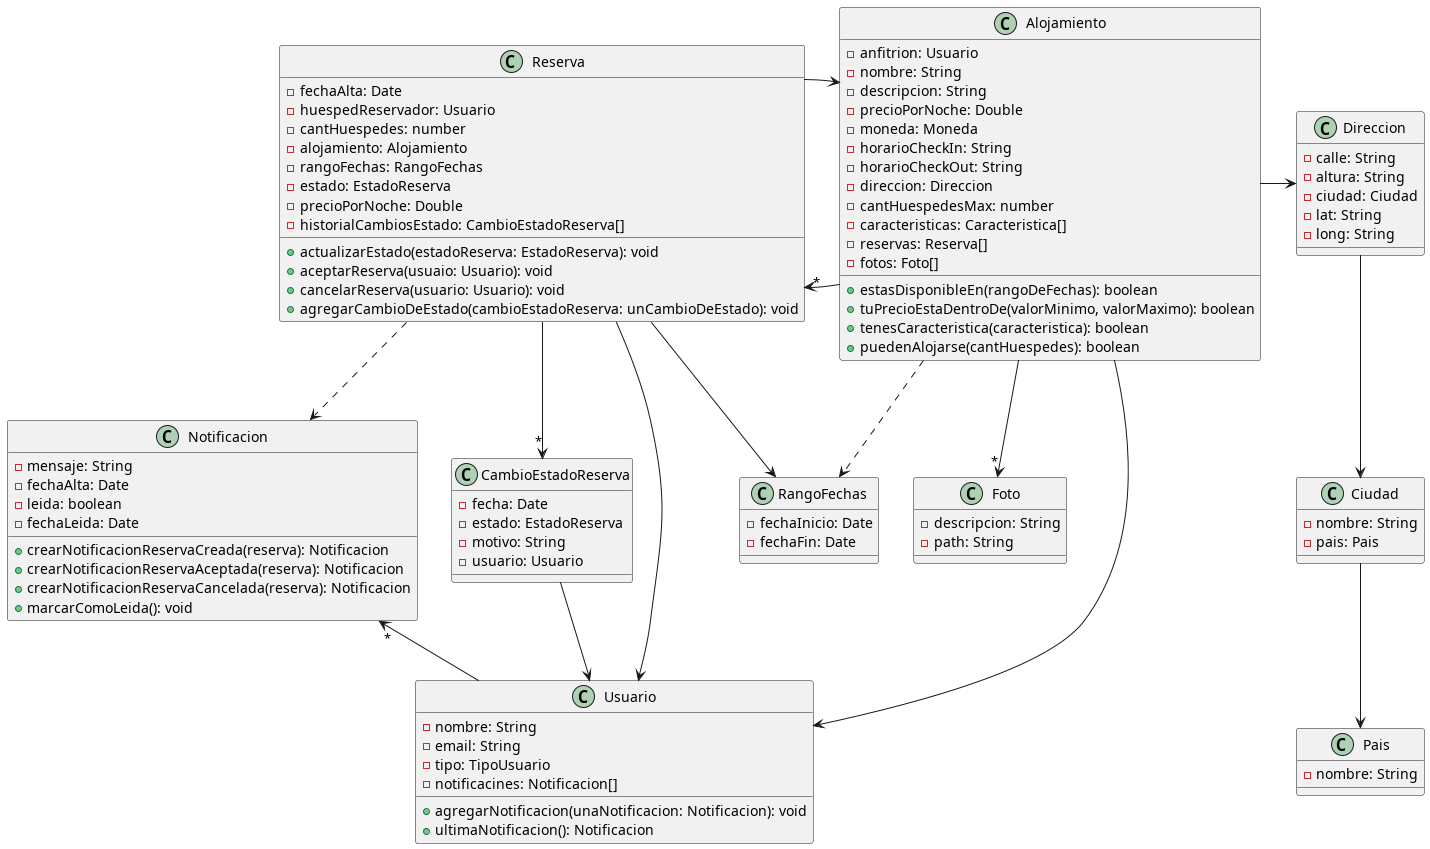 C Reserva
- fechaAlta: Date
- huespedReservador: Usuario
- cantHuespedes: number
- alojamiento: Alojamiento
- rangoFechas: RangoFechas
- estado: EstadoReserva
- precioPorNoche: Double
- historialCambiosEstado: CambioEstadoReserva[]
actualizarEstado(estadoReserva: EstadoReserva): void
aceptarReserva(usuaio: Usuario): void
cancelarReserva(usuario: Usuario): void
agregarCambioDeEstado(cambioEstadoReserva: unCambioDeEstado): void
C Alojamiento
- anfitrion: Usuario
- nombre: String
- descripcion: String
- precioPorNoche: Double
- moneda: Moneda
- horarioCheckIn: String
- horarioCheckOut: String
- direccion: Direccion
- cantHuespedesMax: number
- caracteristicas: Caracteristica[]
- reservas: Reserva[]
- fotos: Foto[]
estasDisponibleEn(rangoDeFechas): boolean
tuPrecioEstaDentroDe(valorMinimo, valorMaximo): boolean
tenesCaracteristica(caracteristica): boolean
puedenAlojarse(cantHuespedes): boolean
*
C Direccion
- calle: String
- altura: String
- ciudad: Ciudad
- lat: String
- long: String
C Notificacion
- mensaje: String
- fechaAlta: Date
- leida: boolean
- fechaLeida: Date
crearNotificacionReservaCreada(reserva): Notificacion
crearNotificacionReservaAceptada(reserva): Notificacion
crearNotificacionReservaCancelada(reserva): Notificacion
marcarComoLeida(): void
*
*
C CambioEstadoReserva
- fecha: Date
- estado: EstadoReserva
- motivo: String
- usuario: Usuario
C RangoFechas
- fechaInicio: Date
- fechaFin: Date
*
C Foto
- descripcion: String
- path: String
C Ciudad
- nombre: String
- pais: Pais
C Usuario
- nombre: String
- email: String
- tipo: TipoUsuario
- notificacines: Notificacion[]
agregarNotificacion(unaNotificacion: Notificacion): void
ultimaNotificacion(): Notificacion
C Pais
- nombre: String